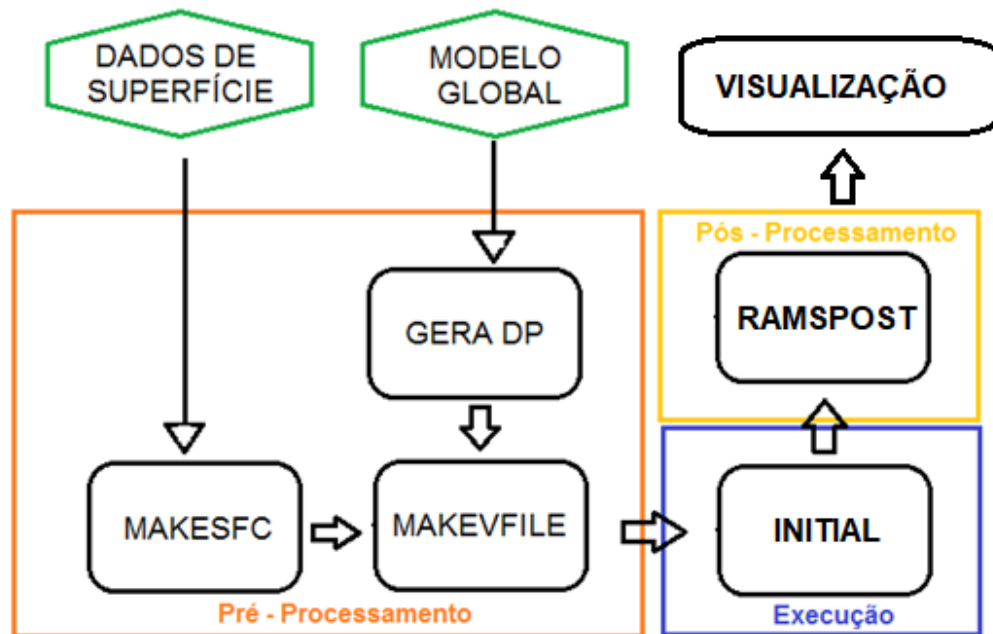 DADOS DE
SUPERFÍCIE
MODELO
GLOBAL
VISUALIZAÇÃO
Pós - Processamento
GERA DP
RAMSPOST
MAKESFC
MAKEVFILE
INITIAL
Pré - Processamento
Execução